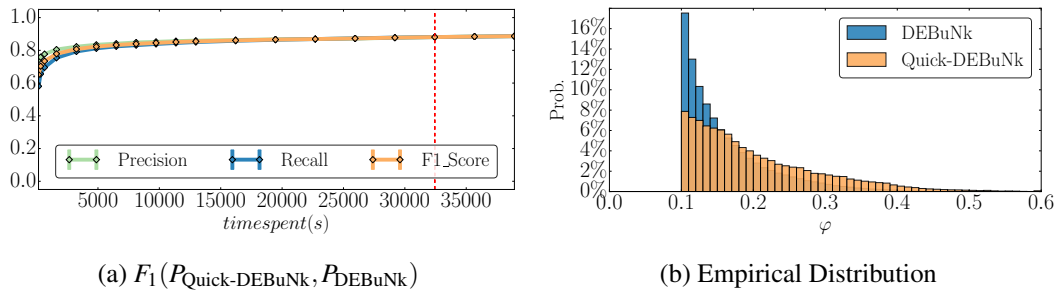 1.0
0.8
0.6
0.4
0.2
0.0
Precision Recall F1_Score
5000 10000 15000 20000 25000 30000 35000
timespent(s)
(a) F1(PQuick-DEBuNk, PDEBuNk)
DEBuNk
Quick-DEBuNk
Prob.
16%
14%
12%
10%
8%
6%
4%
2%
0%
0.0 0.1 0.2 0.3 0.4 0.5 0.6
φ
(b) Empirical Distribution